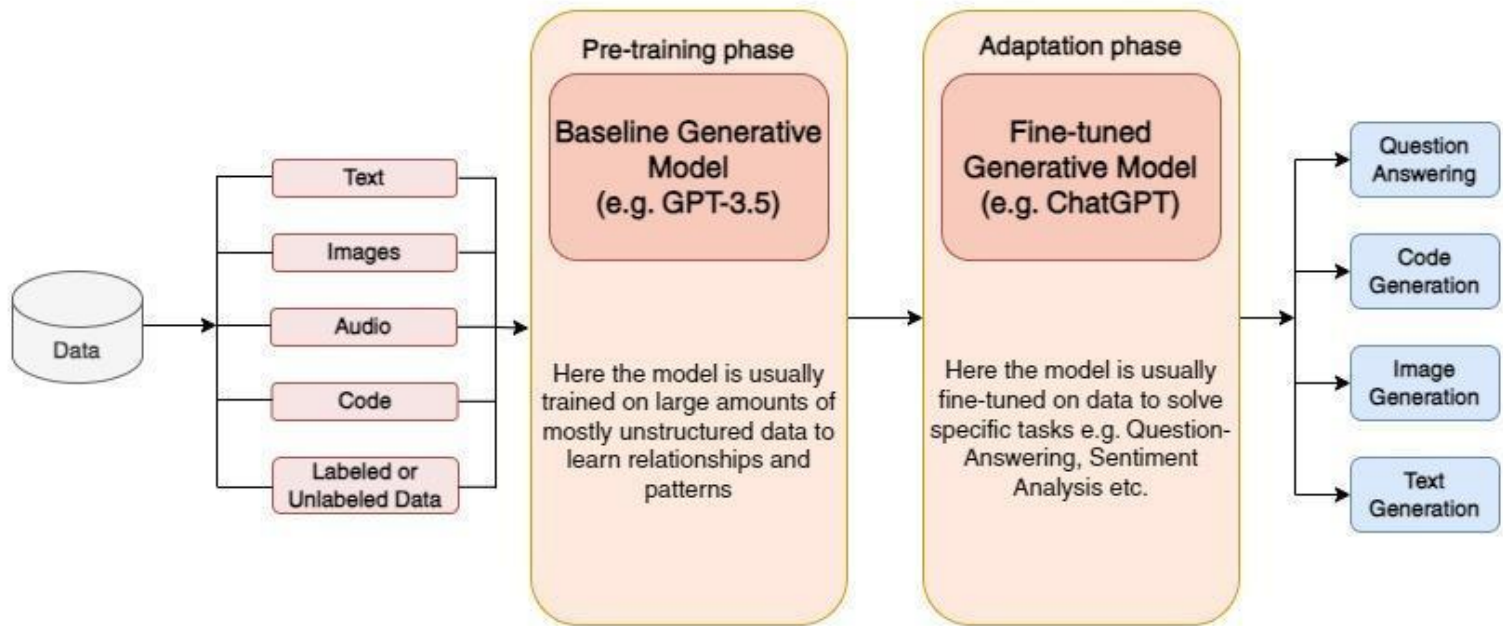 Data
Text
Images
Audio
Code
Labeled or
Unlabeled Data
Pre-training phase
Baseline Generative
Model
(e.g. GPT-3.5)
Here the model is usually
trained on large amounts of
mostly unstructured data to
learn relationships and
patterns
Adaptation phase
Fine-tuned
Generative Model
(e.g. ChatGPT)
Here the model is usually
fine-tuned on data to solve
specific tasks e.g. Question-
Answering, Sentiment
Analysis etc.
Question
Answering
Code
Generation
Image
Generation
Text
Generation